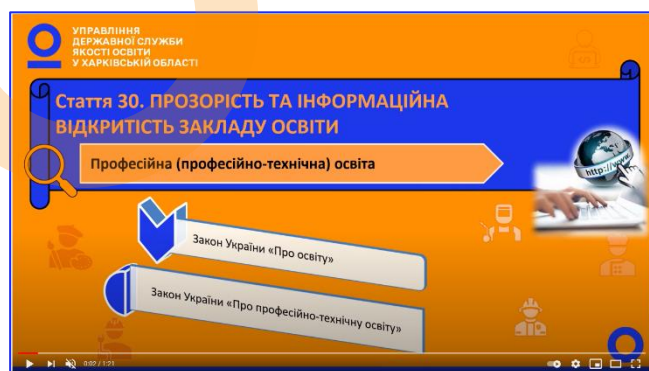 УПРАВЛІННЯ
ДЕРЖАВНОЇ СЛУЖБИ
ЯКОСТІ ОСВІТИ
У ХАРКІВСЬКІЙ ОБЛАСТІ
Стаття 30. ПРОЗОРІСТЬ ТА ІНФОРМАЦІЙНА
ВІДКРИТІСТЬ ЗАКЛАДУ ОСВІТИ
Професійна (професійно-технічна) освіта
Закон України «Про освіту»
Закон України «Про професійно-технічну освіту»
0:02 / 1:21